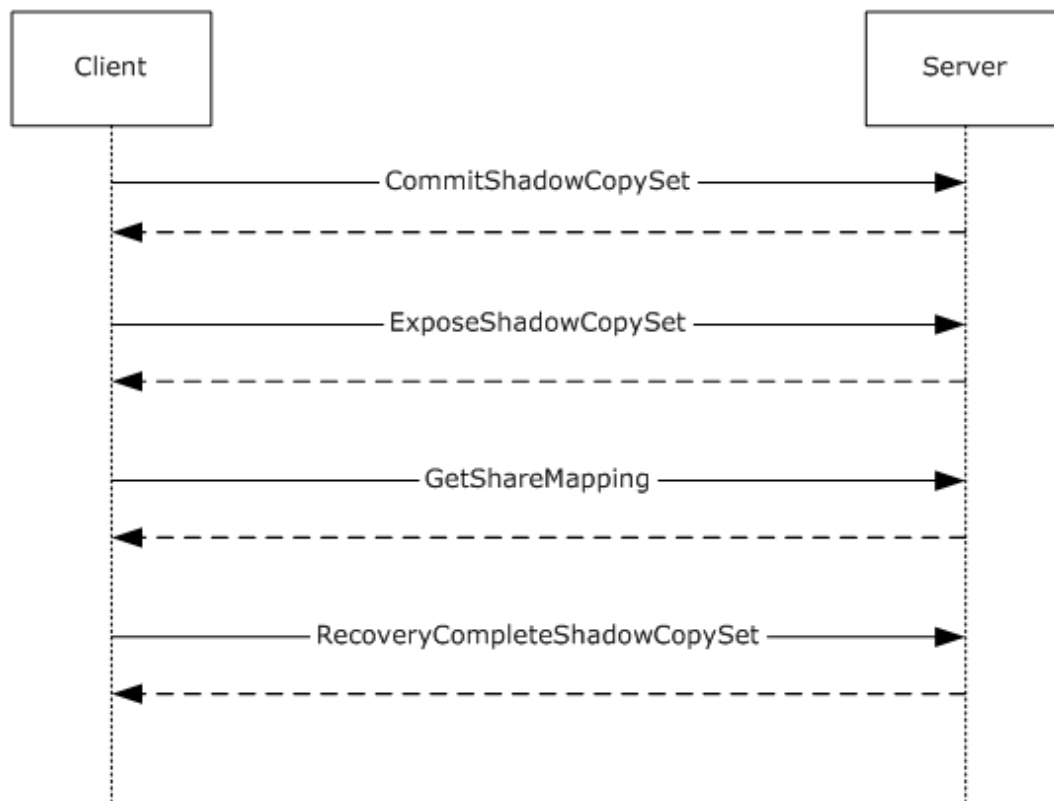 Client
Server
CommitShadowCopySet
ExposeShadowCopySet
GetShareMapping
RecoveryCompleteShadowCopySet